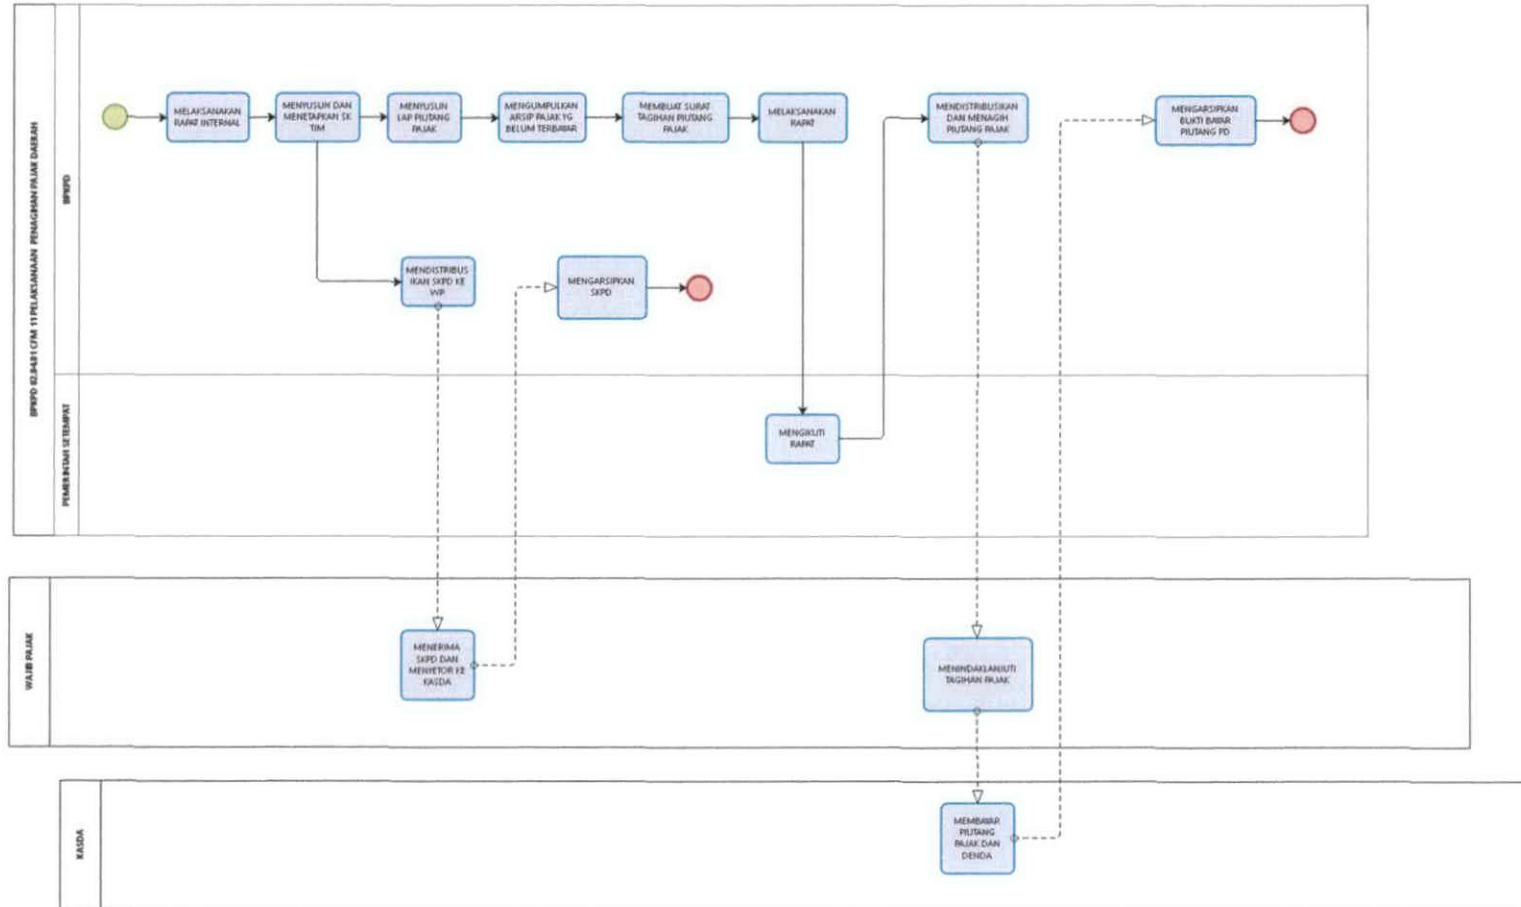 BPKPD 02.04.01 CFM 11 PELAKSANAAN PENAGIHAN PAJAK DAERAH
BPKPD
MELAKSANAKAN
RAPAT INTERNAL
MENYUSUN DAN
MENETAPKAN SK
TIM
MENYUSUN
LAP PIUTANG
PAJAK
MENGUMPULKAN
ARSIP PAJAK YG
BELUM TERBAYAR
MEMBUAT SURAT
TAGIHAN PIUTANG
PAJAK
MELAKSANAKAN
RAPAT
MENDISTRIBUSIKAN
DAN MENAGIH
PIUTANG PAJAK
MENGARSIPKAN
BUKTI BAYAR
PIUTANG PD
MENDISTRIBUS
IKAN SKPD KE
WP
MENGARSIPKAN
SKPD
PEMERINTAH SETEMPAT
MENGIKUTI
RAPAT
WAJIB PAJAK
MENERIMA
SKPD DAN
MENYETOR KE
KASDA
MENINDAKLANJUTI
TAGIHAN PAJAK
KASDA
MEMBAYAR
PIUTANG
PAJAK DAN
DENDA